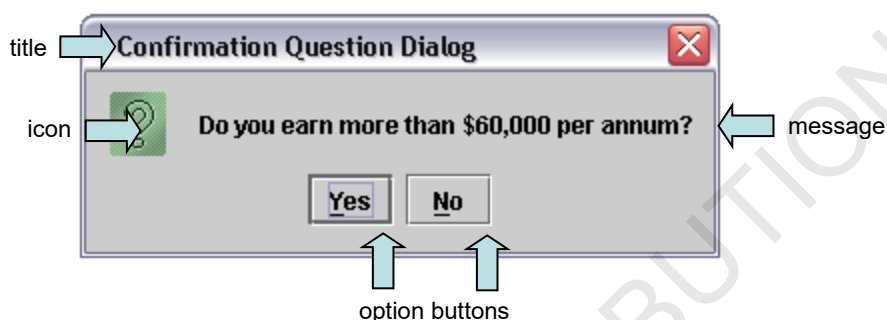 title
Confirmation Question Dialog
icon
Do you earn more than $60,000 per annum?
message
Yes No
option buttons
BUTION